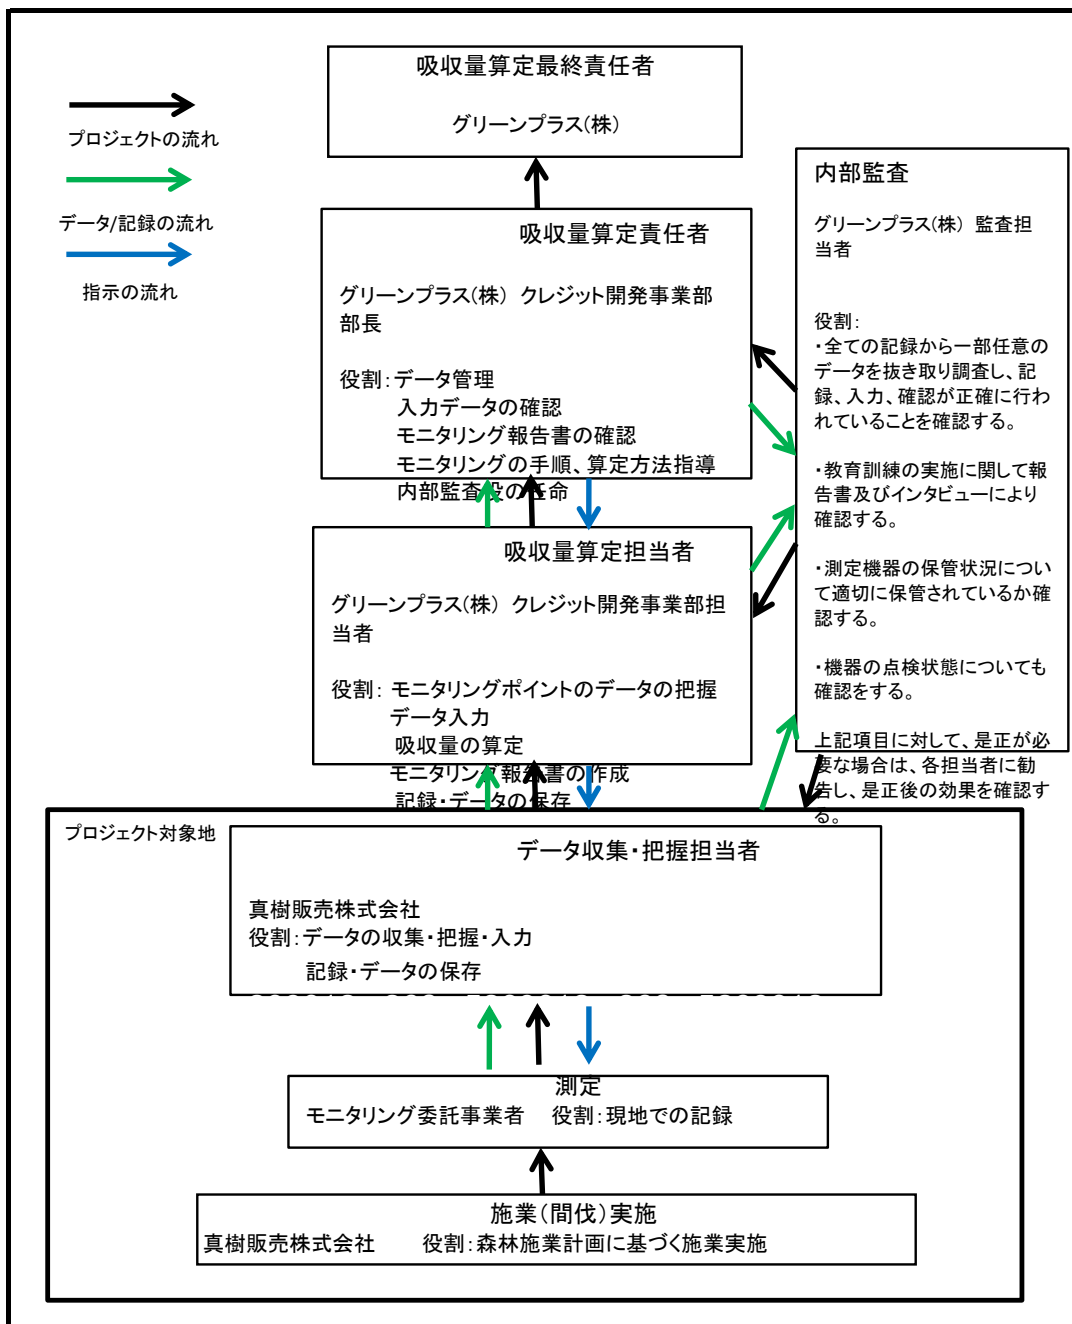 吸収量算定最終責任者
グリーンプラス(株)
プロジェクトの流れ
データ/記録の流れ
指示の流れ
吸収量算定責任者
グリーンプラス(株) クレジット開発事業部
部長
役割：データ管理
入力データの確認
モニタリング報告書の確認
モニタリングの手順、算定方法指導
内部監査役の任命
内部監査
グリーンプラス(株) 監査担
当者
役割：
・全ての記録から一部任意の
データを抜き取り調査し、記
録、入力、確認が正確に行わ
れていることを確認する。
・教育訓練の実施に関して報
告書及びインタビューにより
確認する。
・測定機器の保管状況につい
て適切に保管されているか確
認する。
・機器の点検状態についても
確認をする。
上記項目に対して、是正が必
要な場合は、各担当者に勧
告し、是正後の効果を確認す
る。
吸収量算定担当者
グリーンプラス(株) クレジット開発事業部担
当者
役割： モニタリングポイントのデータの把握
データ入力
吸収量の算定
モニタリング報告書の作成
記録・データの保存
プロジェクト対象地
データ収集・把握担当者
真樹販売株式会社
役割：データの収集・把握・入力
記録・データの保存
測定
モニタリング委託事業者 役割：現地での記録
施業（間伐）実施
真樹販売株式会社 役割：森林施業計画に基づく施業実施